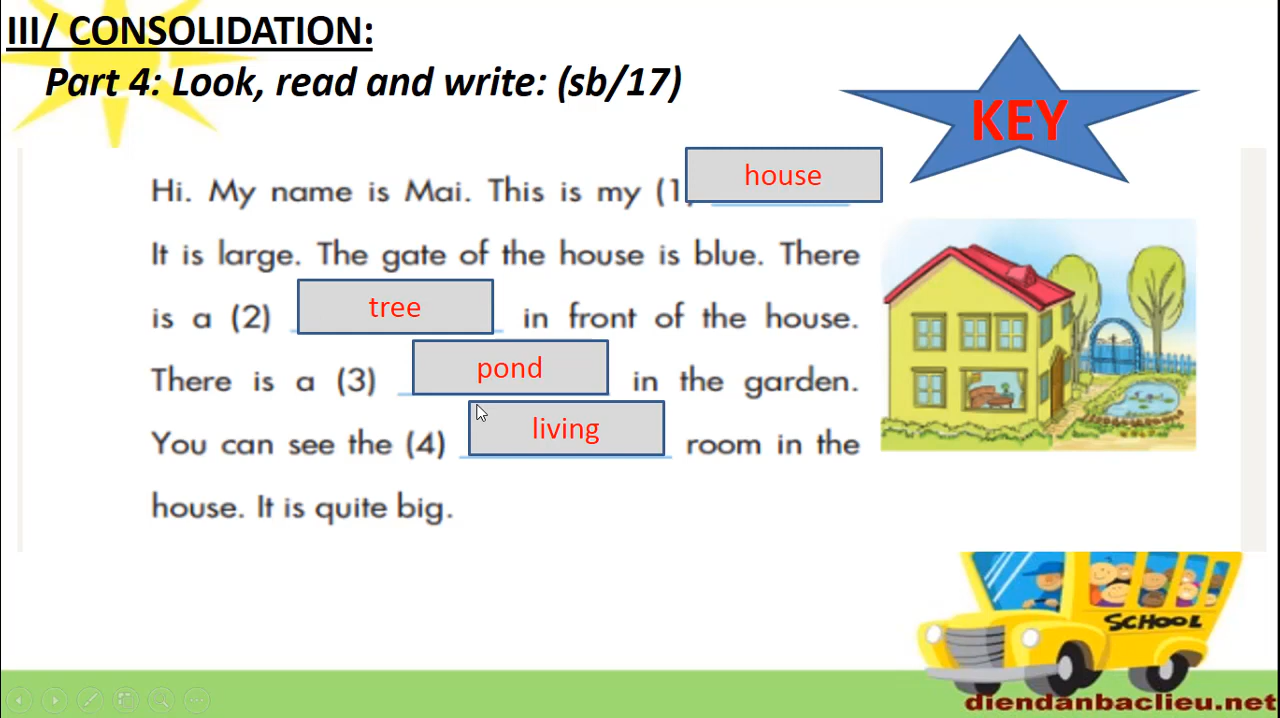 III/ CONSOLIDATION:
Part 4: Look, read and write: (sb/17)
KEY
Hi. My name is Mai. This is my (1) house
It is large. The gate of the house is blue. There
is a (2) tree in front of the house.
There is a (3) pond in the garden.
You can see the (4) living room in the
house. It is quite big.
SCHOOL
diendanbaclieu.net